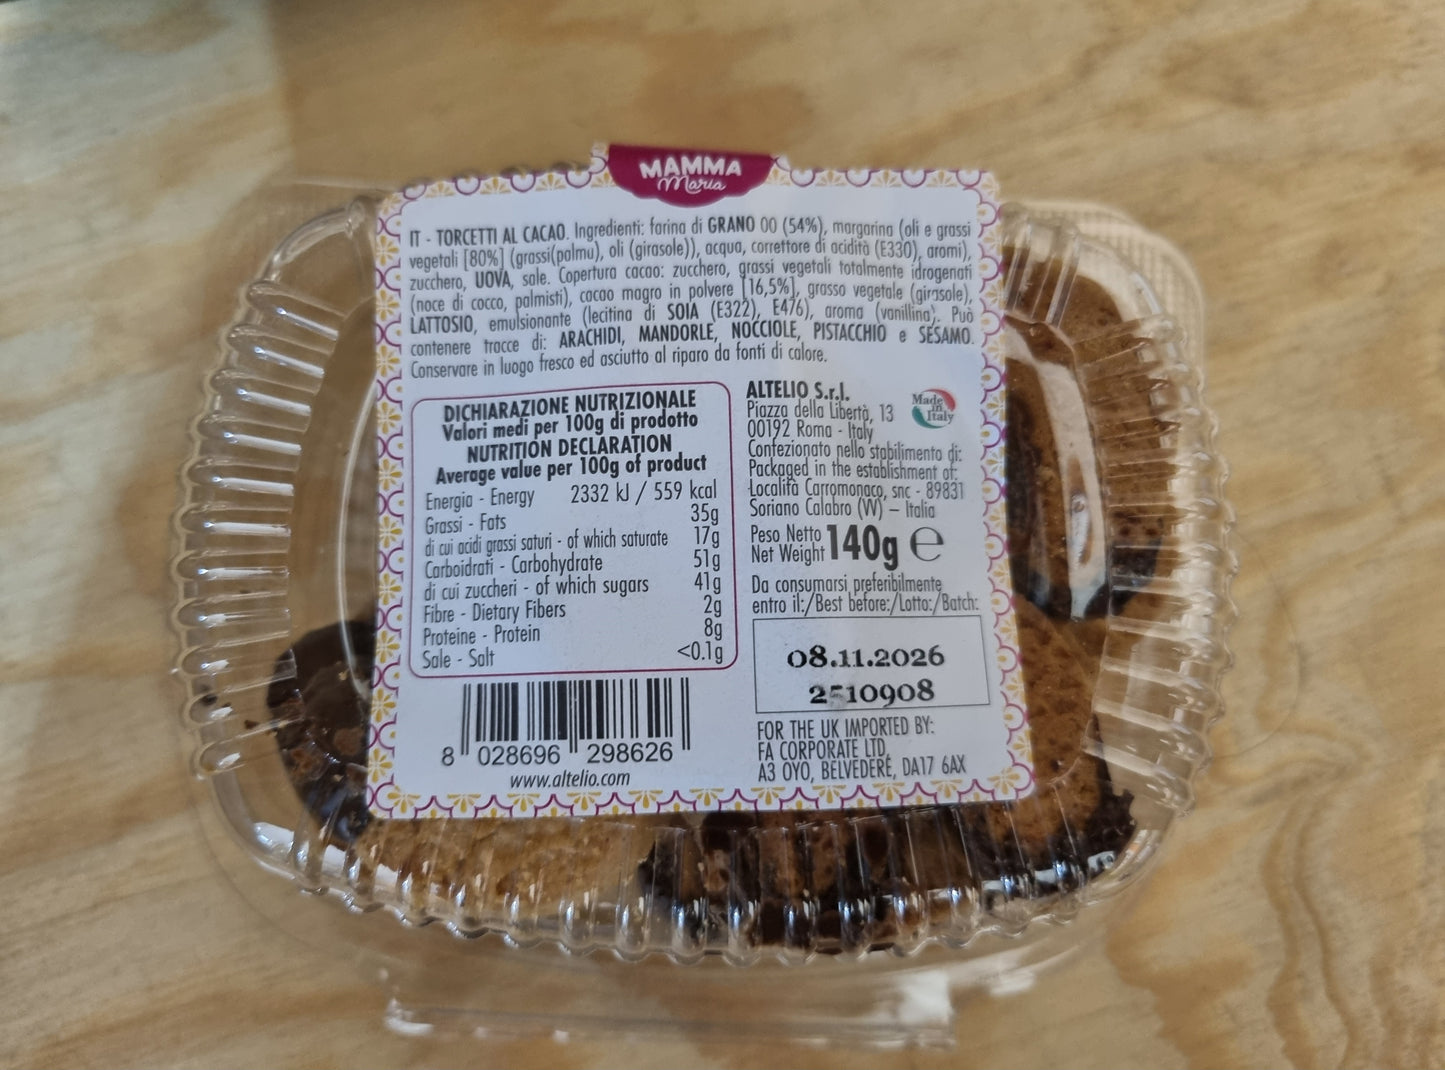 MAMMA
Maria
IT - TORCETTI AL CACAO. Ingredienti: farina di GRANO 00 (54%), margarina (oli e grassi
vegetali [80%] (grassi(palma), oli (girasole)), acqua, correttore di acidità (E330), aromi),
zucchero, UOVA, sale. Copertura cacao: zucchero, grassi vegetali totalmente idrogenati
(noce di cocco, palmisti), cacao magro in polvere [16,5%], grasso vegetale (girasole),
LATTOSIO, emulsionante (lecitina di SOIA (E322), E476), aroma (vanillina). Può
contenere tracce di: ARACHIDI, MANDORLE, NOCCIOLE, PISTACCHIO e SESAMO.
Conservare in luogo fresco ed asciutto al riparo da fonti di calore.
DICHIARAZIONE NUTRIZIONALE
Valori medi per 100g di prodotto
NUTRITION DECLARATION
Average value per 100g of product
Energia - Energy 2332 kJ / 559 kcal
Grassi - Fats 35g
di cui acidi grassi saturi - of which saturate 17g
Carboidrati - Carbohydrate 51g
di cui zuccheri - of which sugars 41g
Fibre - Dietary Fibers 2g
Proteine - Protein 8g
Sale - Salt <0.1g
8 028696 298626
www.altelio.com
ALTELIO S.r.l.
Piazza della Libertà, 13
00192 Roma - Italy
Made
in
Italy
Confezionato nello stabilimento di:
Packaged in the establishment of:
Località Carromonaco, snc - 89831
Soriano Calabro (VV) – Italia
Peso Netto
Net Weight 140g e
Da consumarsi preferibilmente
entro il:/Best before:/Lotto:/Batch:
08.11.2026
2510908
FOR THE UK IMPORTED BY:
FA CORPORATE LTD,
A3 OYO, BELVEDERE, DA17 6AX